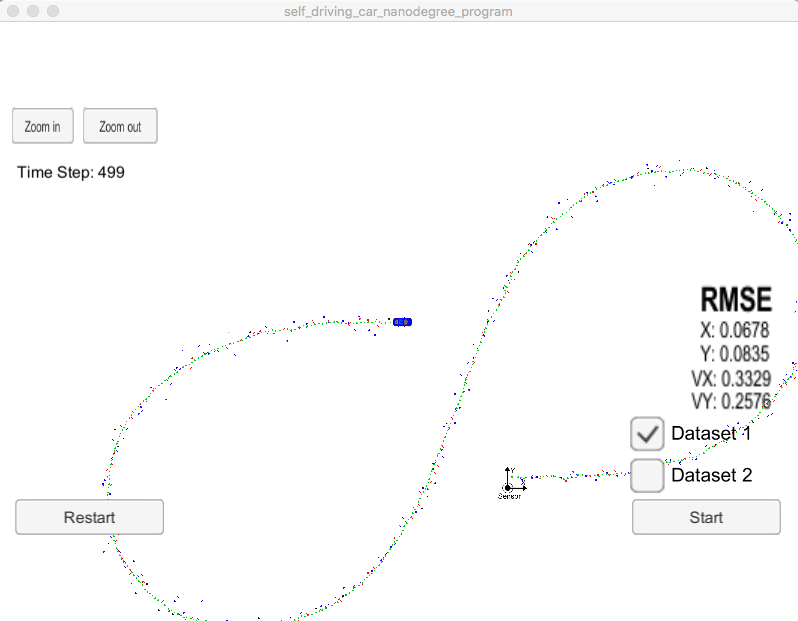 self_driving_car_nanodegree_program
Zoom in
Zoom out
Time Step: 499
RMSE
X: 0.0678
Y: 0.0835
VX: 0.3329
VY: 0.2576
Dataset 1
Dataset 2
Y
X
Sensor
Restart
Start